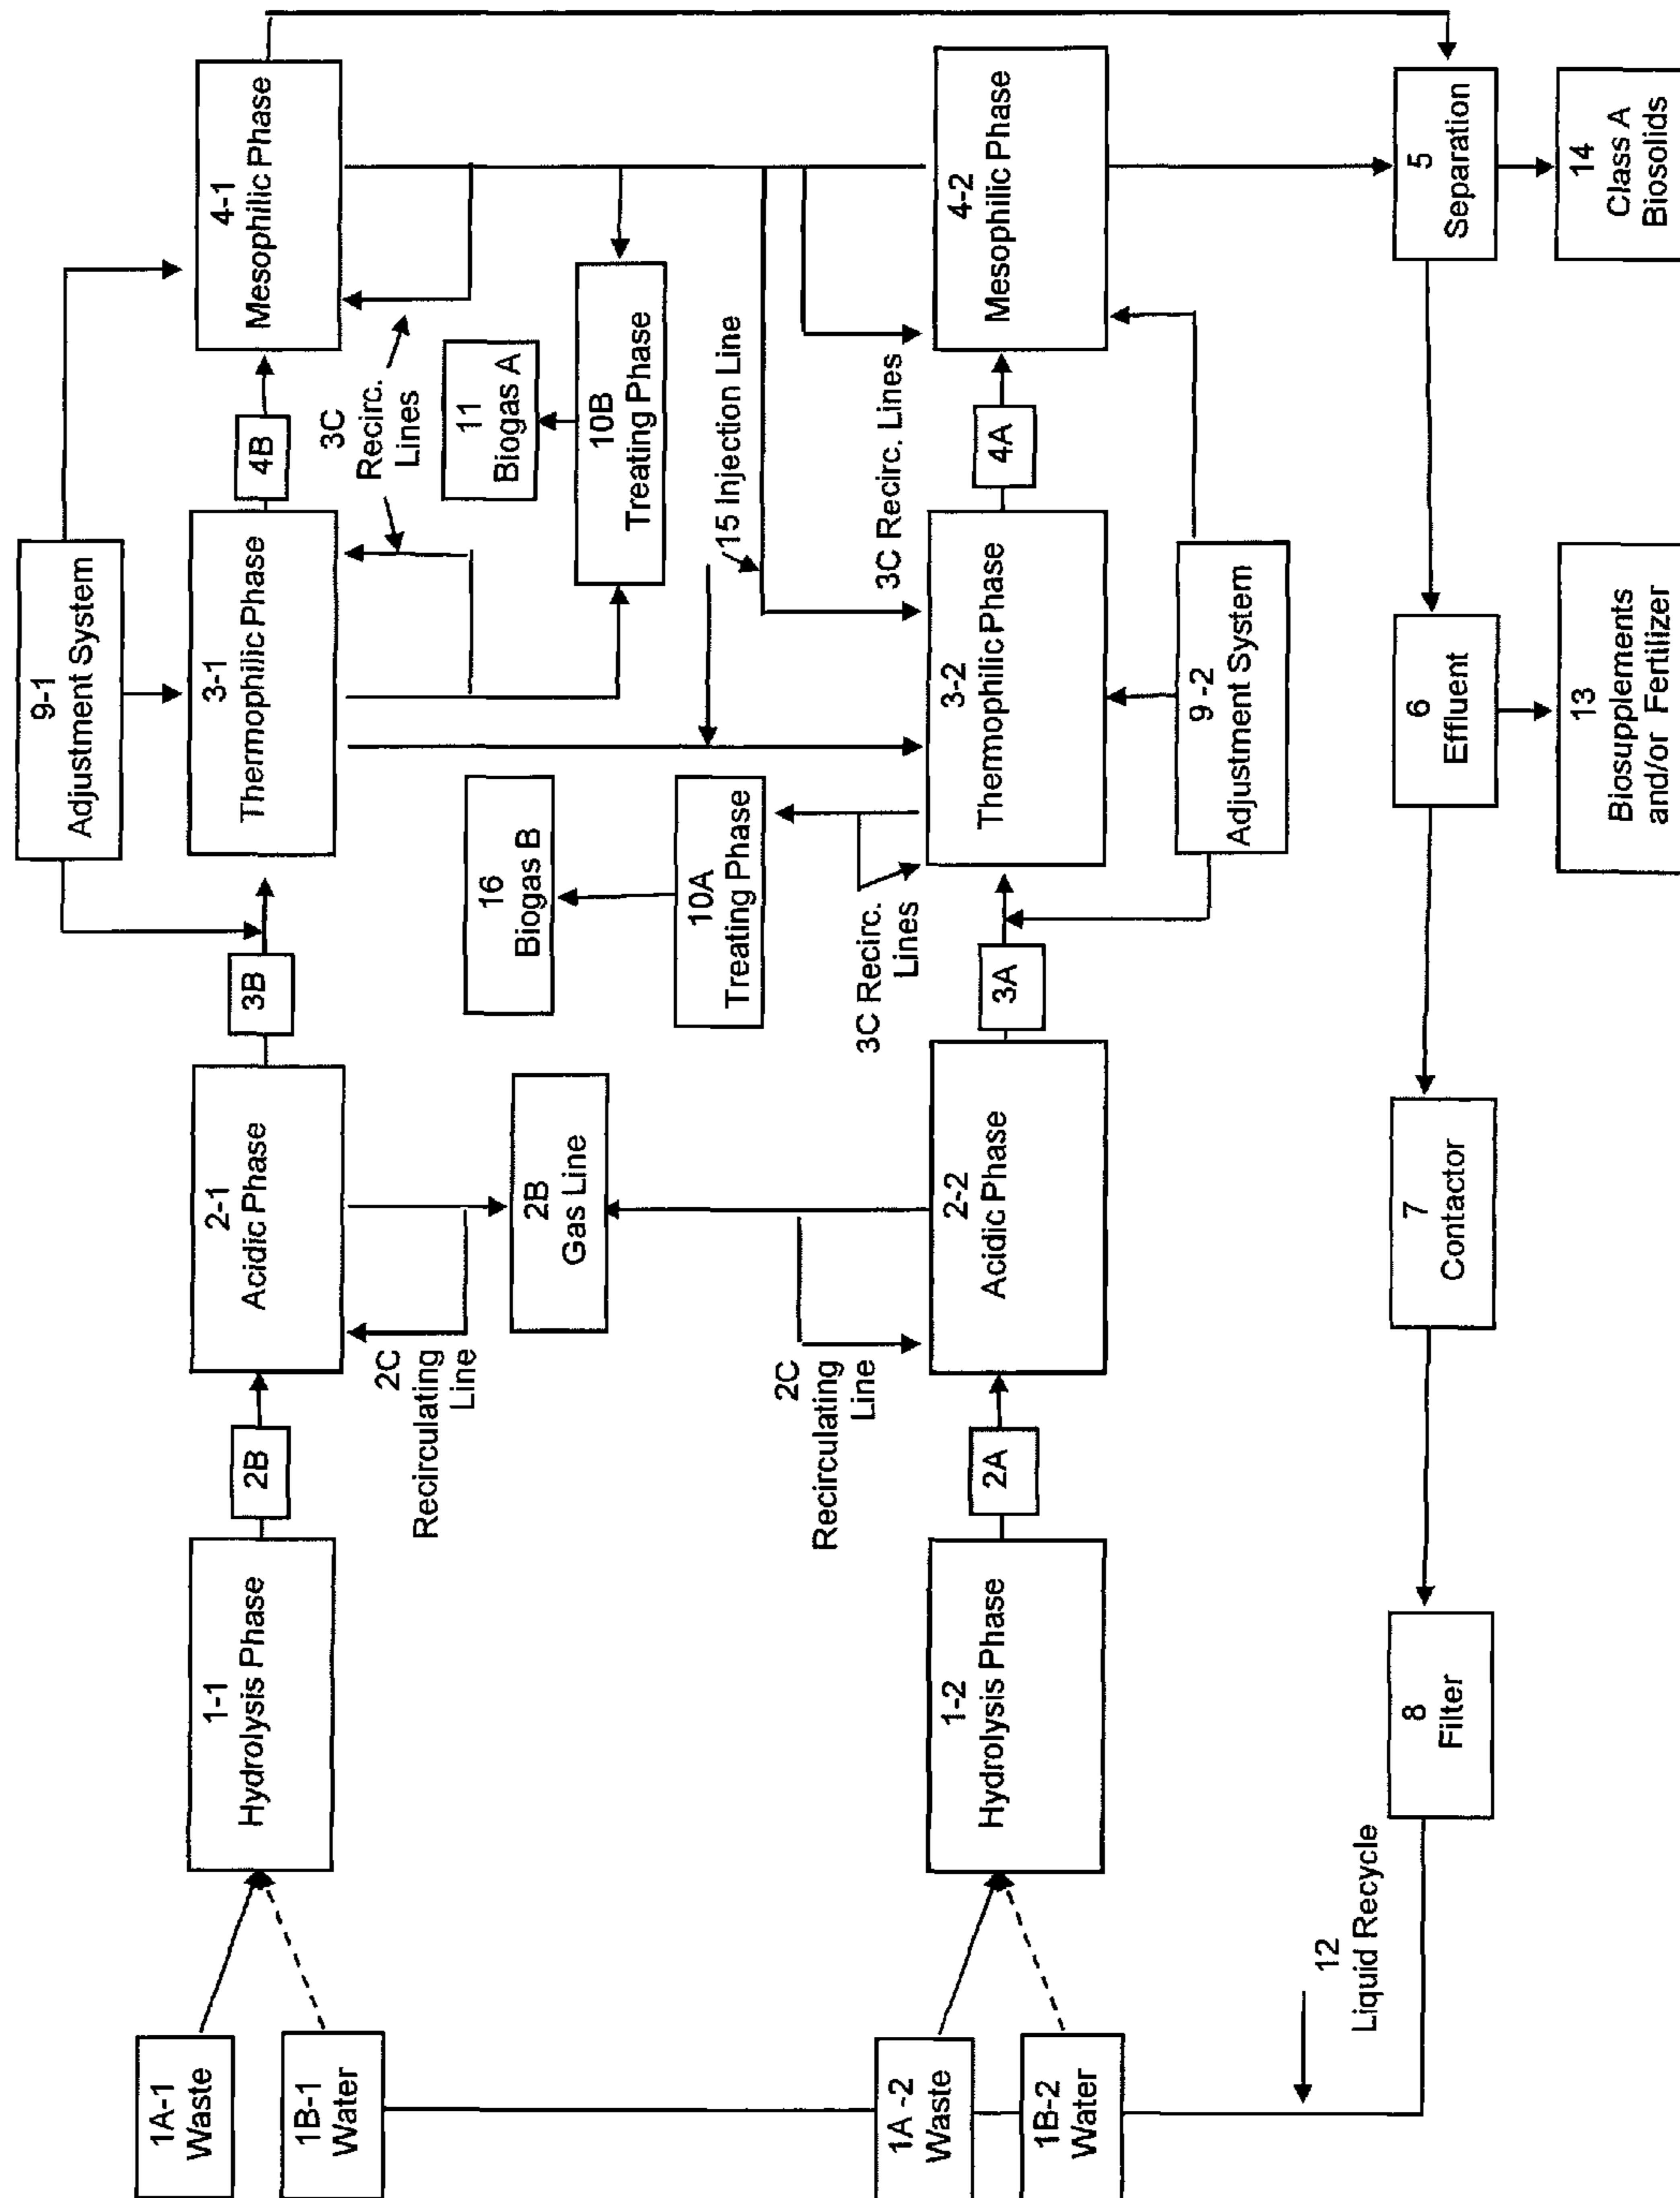 9-1
Adjustment System
1A-1
Waste
1B-1
Water
1-1
Hydrolysis Phase
2B
2-1
Acidic Phase
3B
3-1
Thermophilic Phase
4B
4-1
Mesophilic Phase
2C
Recirculating
Line
2B
Gas Line
2C
Recirculating
Line
16
Biogas B
10A
Treating Phase
3C Recirc.
Lines
3C
Recirc.
Lines
11
Biogas A
10B
Treating Phase
15 Injection Line
3C Recirc. Lines
1A -2
Waste
1B-2
Water
1-2
Hydrolysis Phase
2A
2-2
Acidic Phase
3A
3-2
Thermophilic Phase
4A
4-2
Mesophilic Phase
9 -2
Adjustment System
12
Liquid Recycle
8
Filter
7
Contactor
6
Effluent
5
Separation
13
Biosupplements
and/or Fertilizer
14
Class A
Biosolids